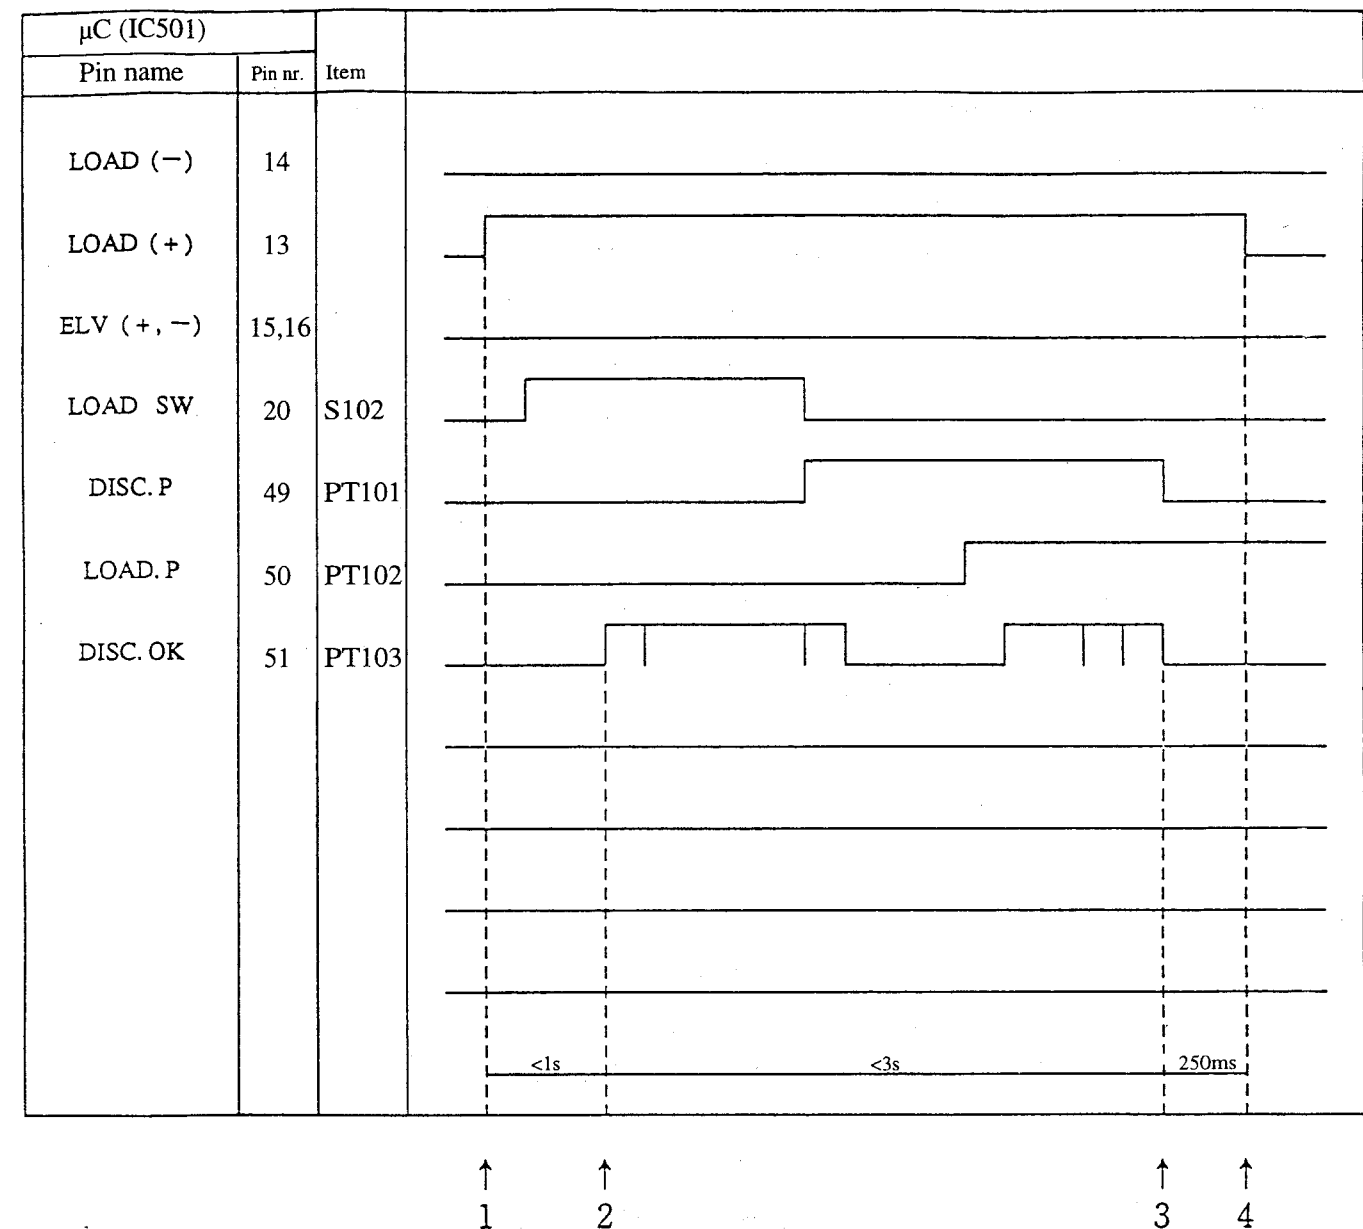 μC (IC501)
Pin name Pin nr. Item
LOAD (−) 14
LOAD (+) 13
ELV (+, −) 15,16
LOAD SW 20 S102
DISC. P 49 PT101
LOAD. P 50 PT102
DISC. OK 51 PT103
<1s <3s 250ms
1 2 3 4